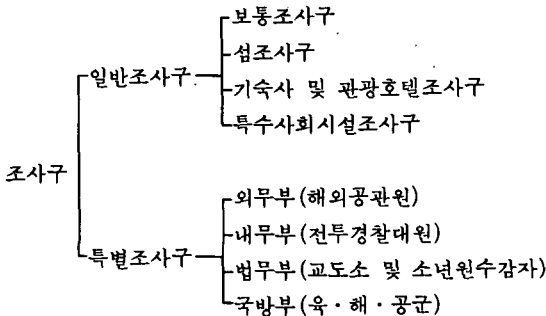 보통조사구
섬조사구
일반조사구
기숙사 및 관광호텔조사구
특수사회시설조사구
조사구
외무부(해외공관원)
내무부(전투경찰대원)
특별조사구
법무부(교도소 및 소년원수감자)
국방부(육·해·공군)